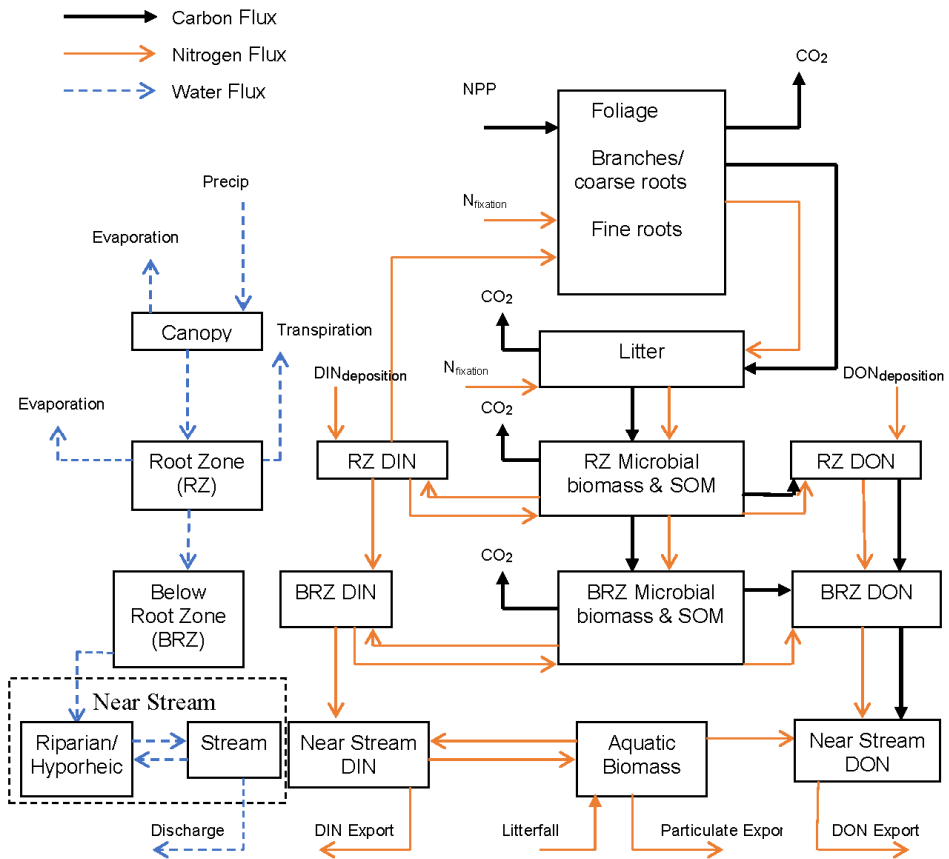 Carbon Flux
Nitrogen Flux
Water Flux
CO2
NPP
Foliage
Branches/
coarse roots
Fine roots
Precip
Nfixation
Evaporation
CO2
Canopy
Transpiration
Litter
DINdeposition
Nfixation
DONdeposition
Evaporation
CO2
Root Zone
(RZ)
RZ DIN
RZ Microbial
biomass & SOM
RZ DON
CO2
Below
Root Zone
(BRZ)
BRZ DIN
BRZ Microbial
biomass & SOM
BRZ DON
Near Stream
Riparian/
Hyporheic
Stream
Near Stream
DIN
Aquatic
Biomass
Near Stream
DON
Discharge
DIN Export
Litterfall
Particulate Expor
DON Export